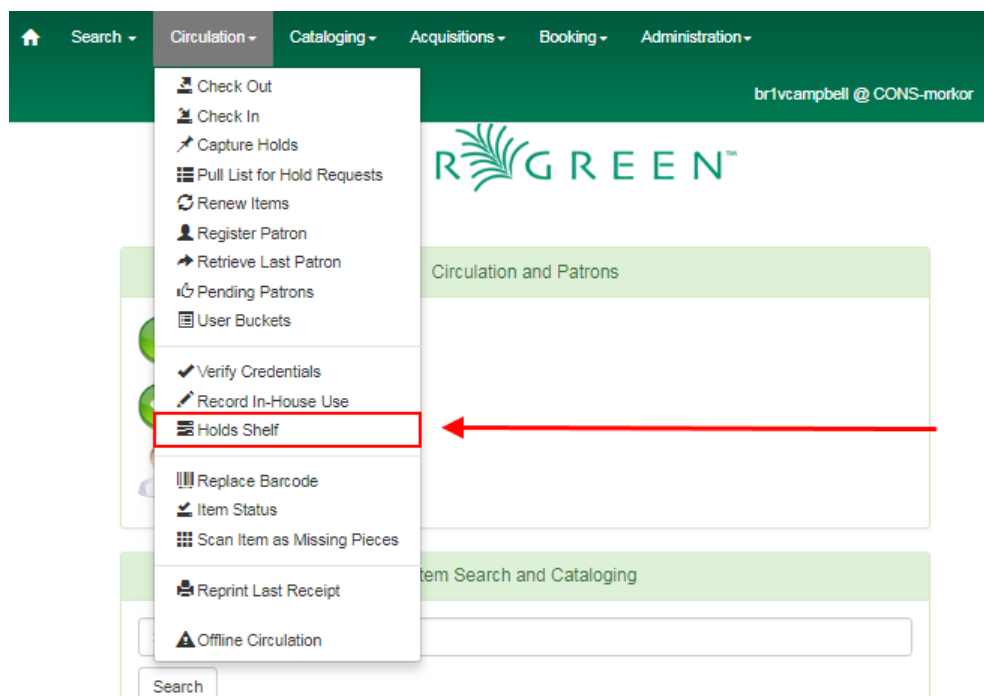 Search Circulation Cataloging Acquisitions Booking Administration
br1vcampbell @ CONS-morkor
Check Out
Check In
Capture Holds
Pull List for Hold Requests
Renew Items
Register Patron
Retrieve Last Patron
Pending Patrons
User Buckets
Verify Credentials
Record In-House Use
Holds Shelf
Replace Barcode
Item Status
Scan Item as Missing Pieces
Reprint Last Receipt
Offline Circulation
RGREEN™
Circulation and Patrons
tem Search and Cataloging
Search